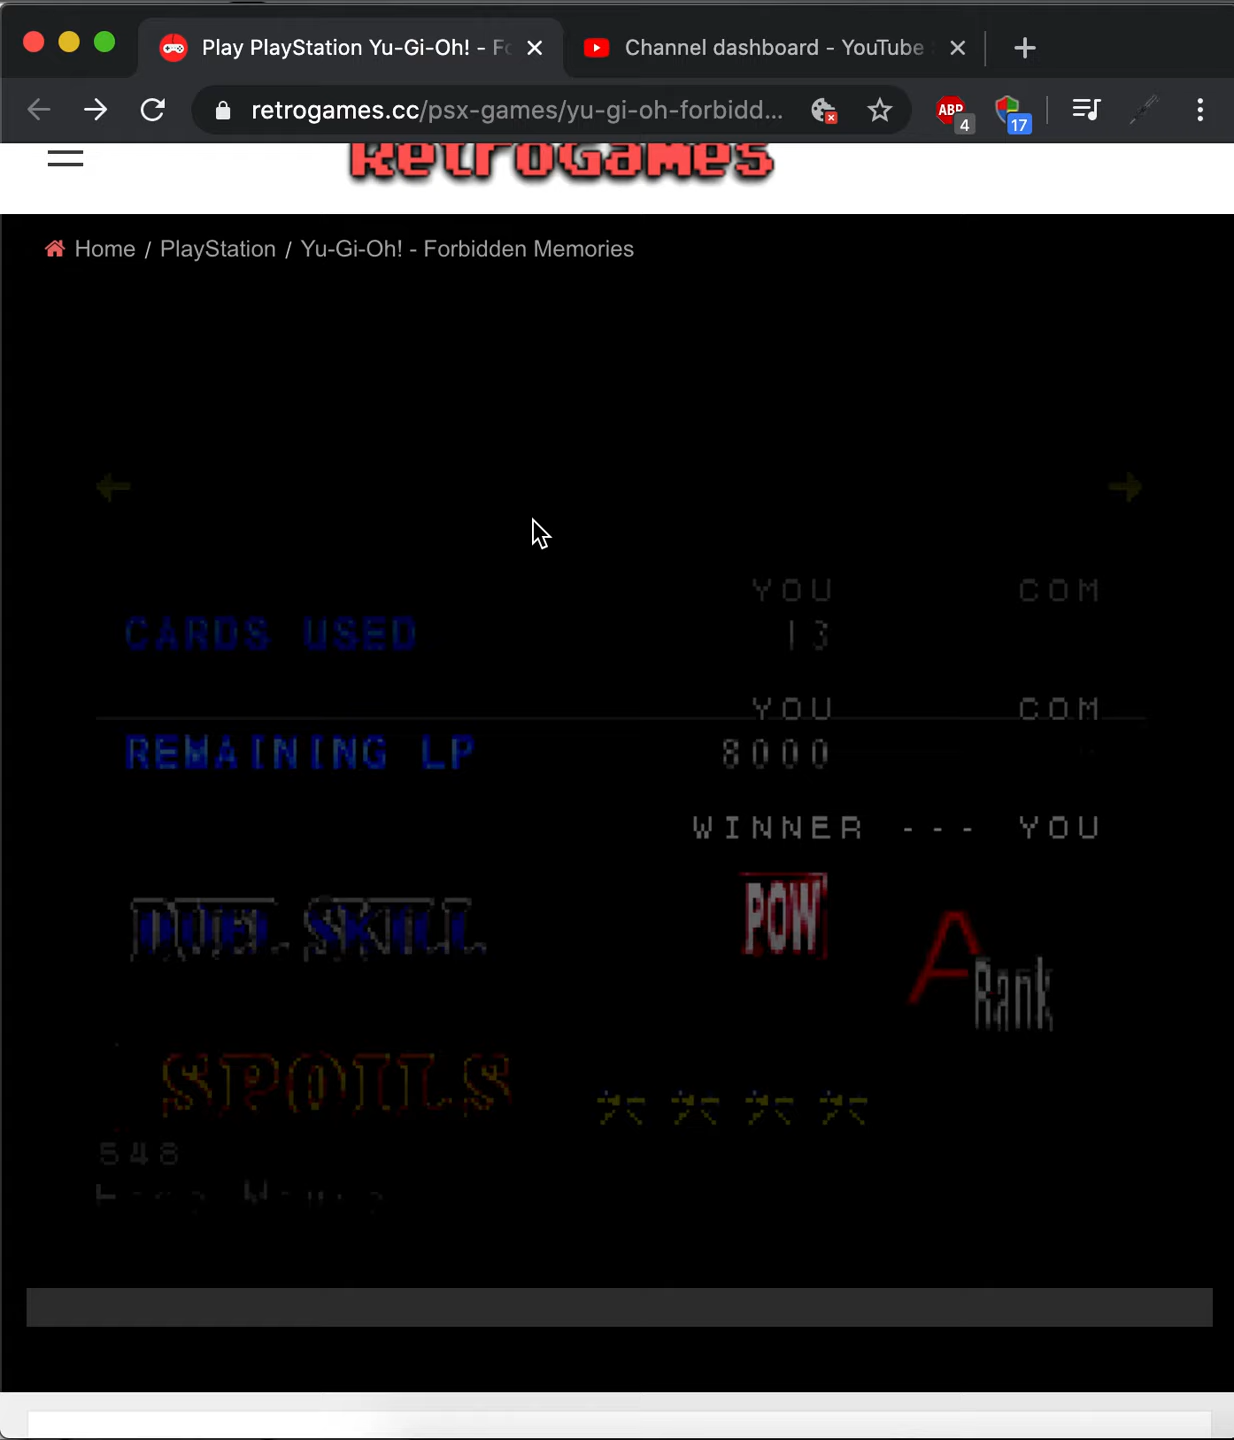 Play PlayStation Yu-Gi-Oh! -
Channel dashboard - YouTube
retrogames.cc/psx-games/yu-gi-oh-forbidd...
ABP
4
17
RetroGames
Home / PlayStation / Yu-Gi-Oh! - Forbidden Memories
YOU COM
CARDS USED 13
YOU COM
REMAINING LP 8000
WINNER --- YOU
DUEL SKILL POW A Rank
SPOILS
548